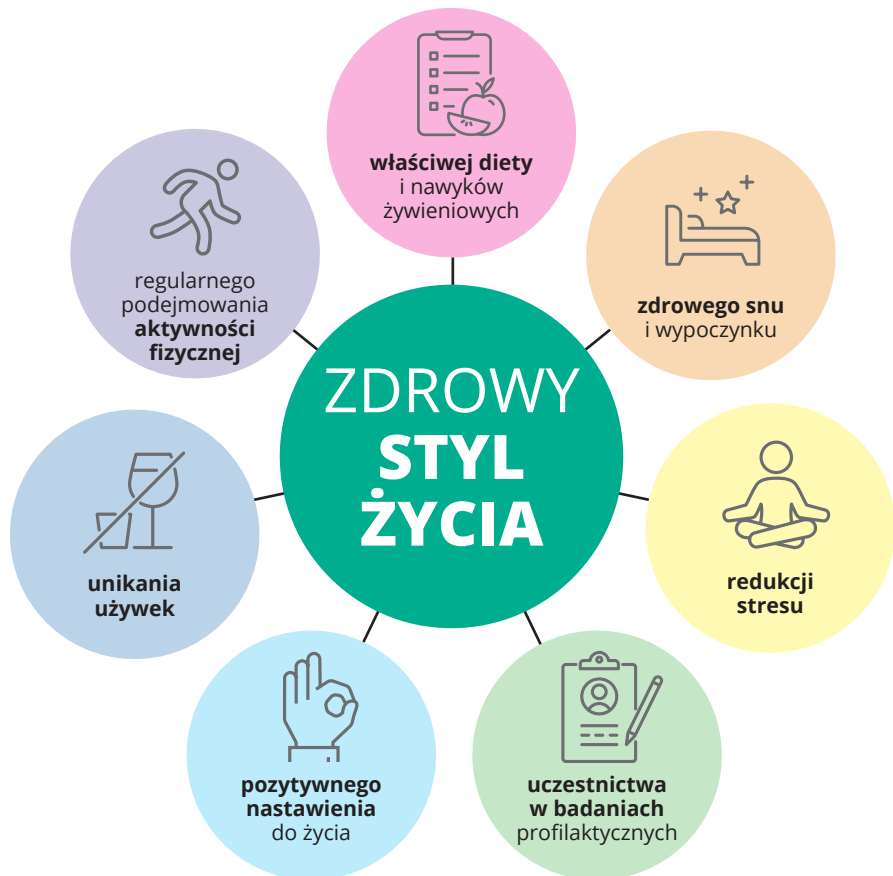 właściwej diety
i nawyków
żywieniowych
zdrowego snu
i wypoczynku
redukcji
stresu
uczestnictwa
w badaniach
profilaktycznych
pozytywnego
nastawienia
do życia
unikania
używek
regularnego
podejmowania
aktywności
fizycznej
ZDROWY
STYL
ŻYCIA